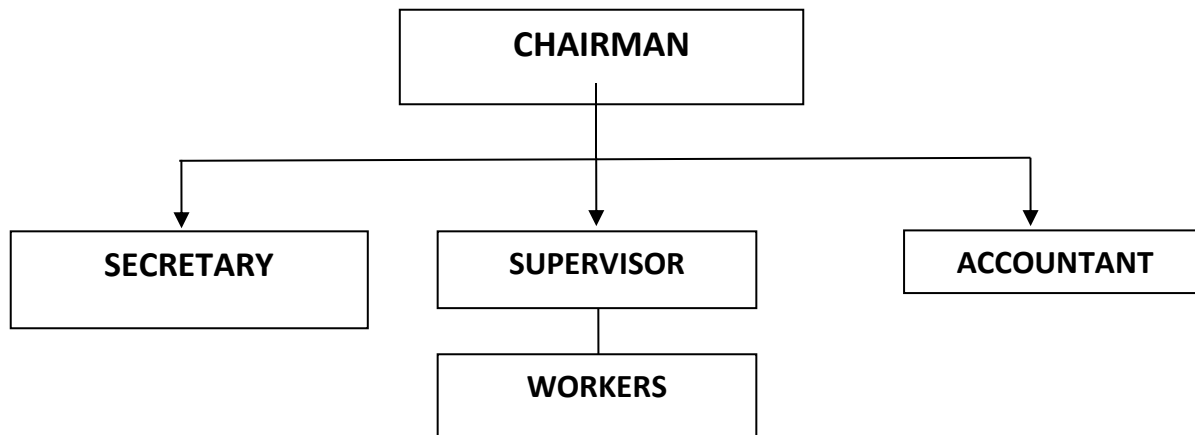 CHAIRMAN
SECRETARY
SUPERVISOR
ACCOUNTANT
WORKERS